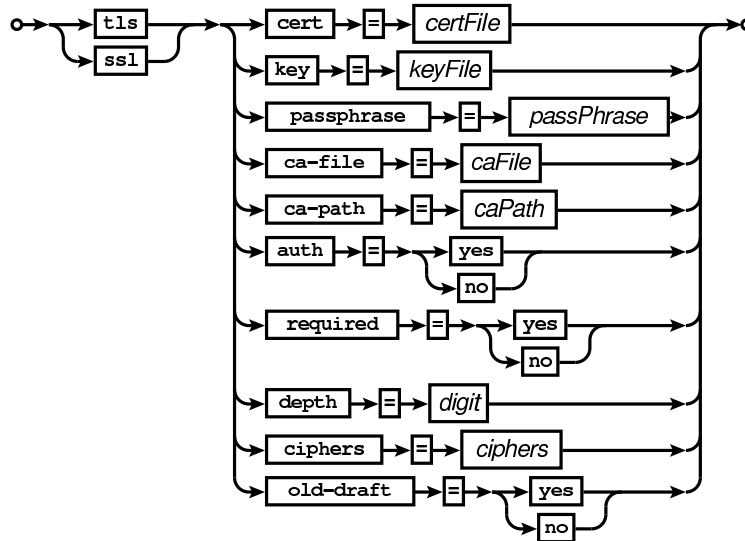 tls cert = certFile
ssl
key = keyFile
passphrase = passPhrase
ca-file = caFile
ca-path = caPath
auth = yes
no
required = yes
no
depth = digit
ciphers = ciphers
old-draft = yes
no